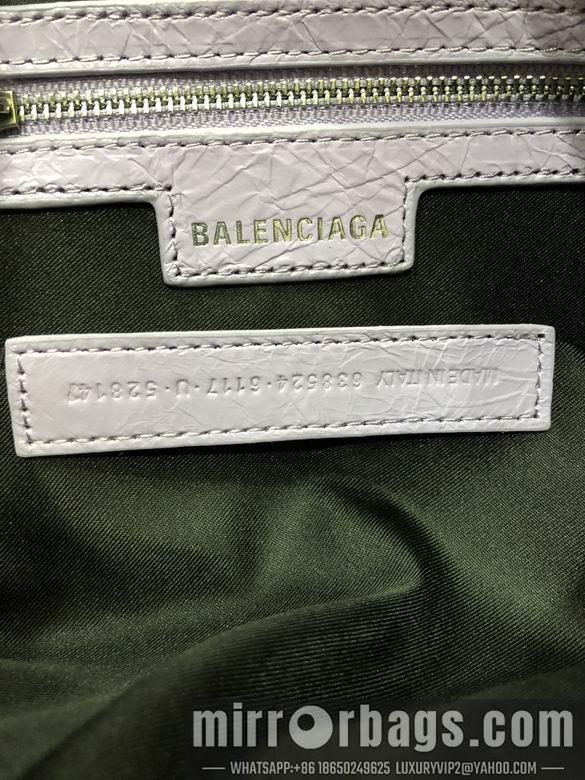 BALENCIAGA
MADE IN ITALY 638524·6117·U·528147
mirrorbags.com
WHATSAPP:+86 18650249625 LUXURYVIP2@YAHOO.COM